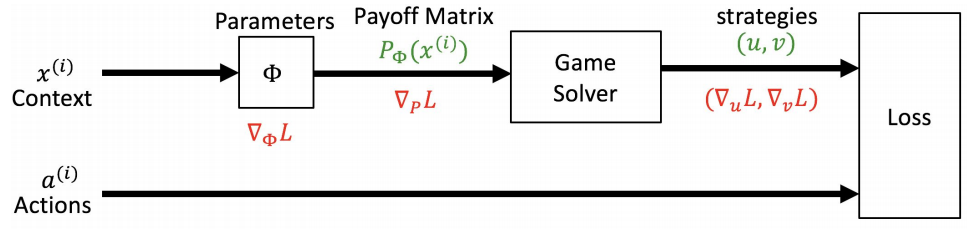 Parameters
Payoff Matrix
strategies
x^{(i)}
Context
Φ
P_Φ(x^{(i)})
Game
Solver
(u, v)
∇_Φ L
∇_P L
(∇_u L, ∇_v L)
Loss
a^{(i)}
Actions